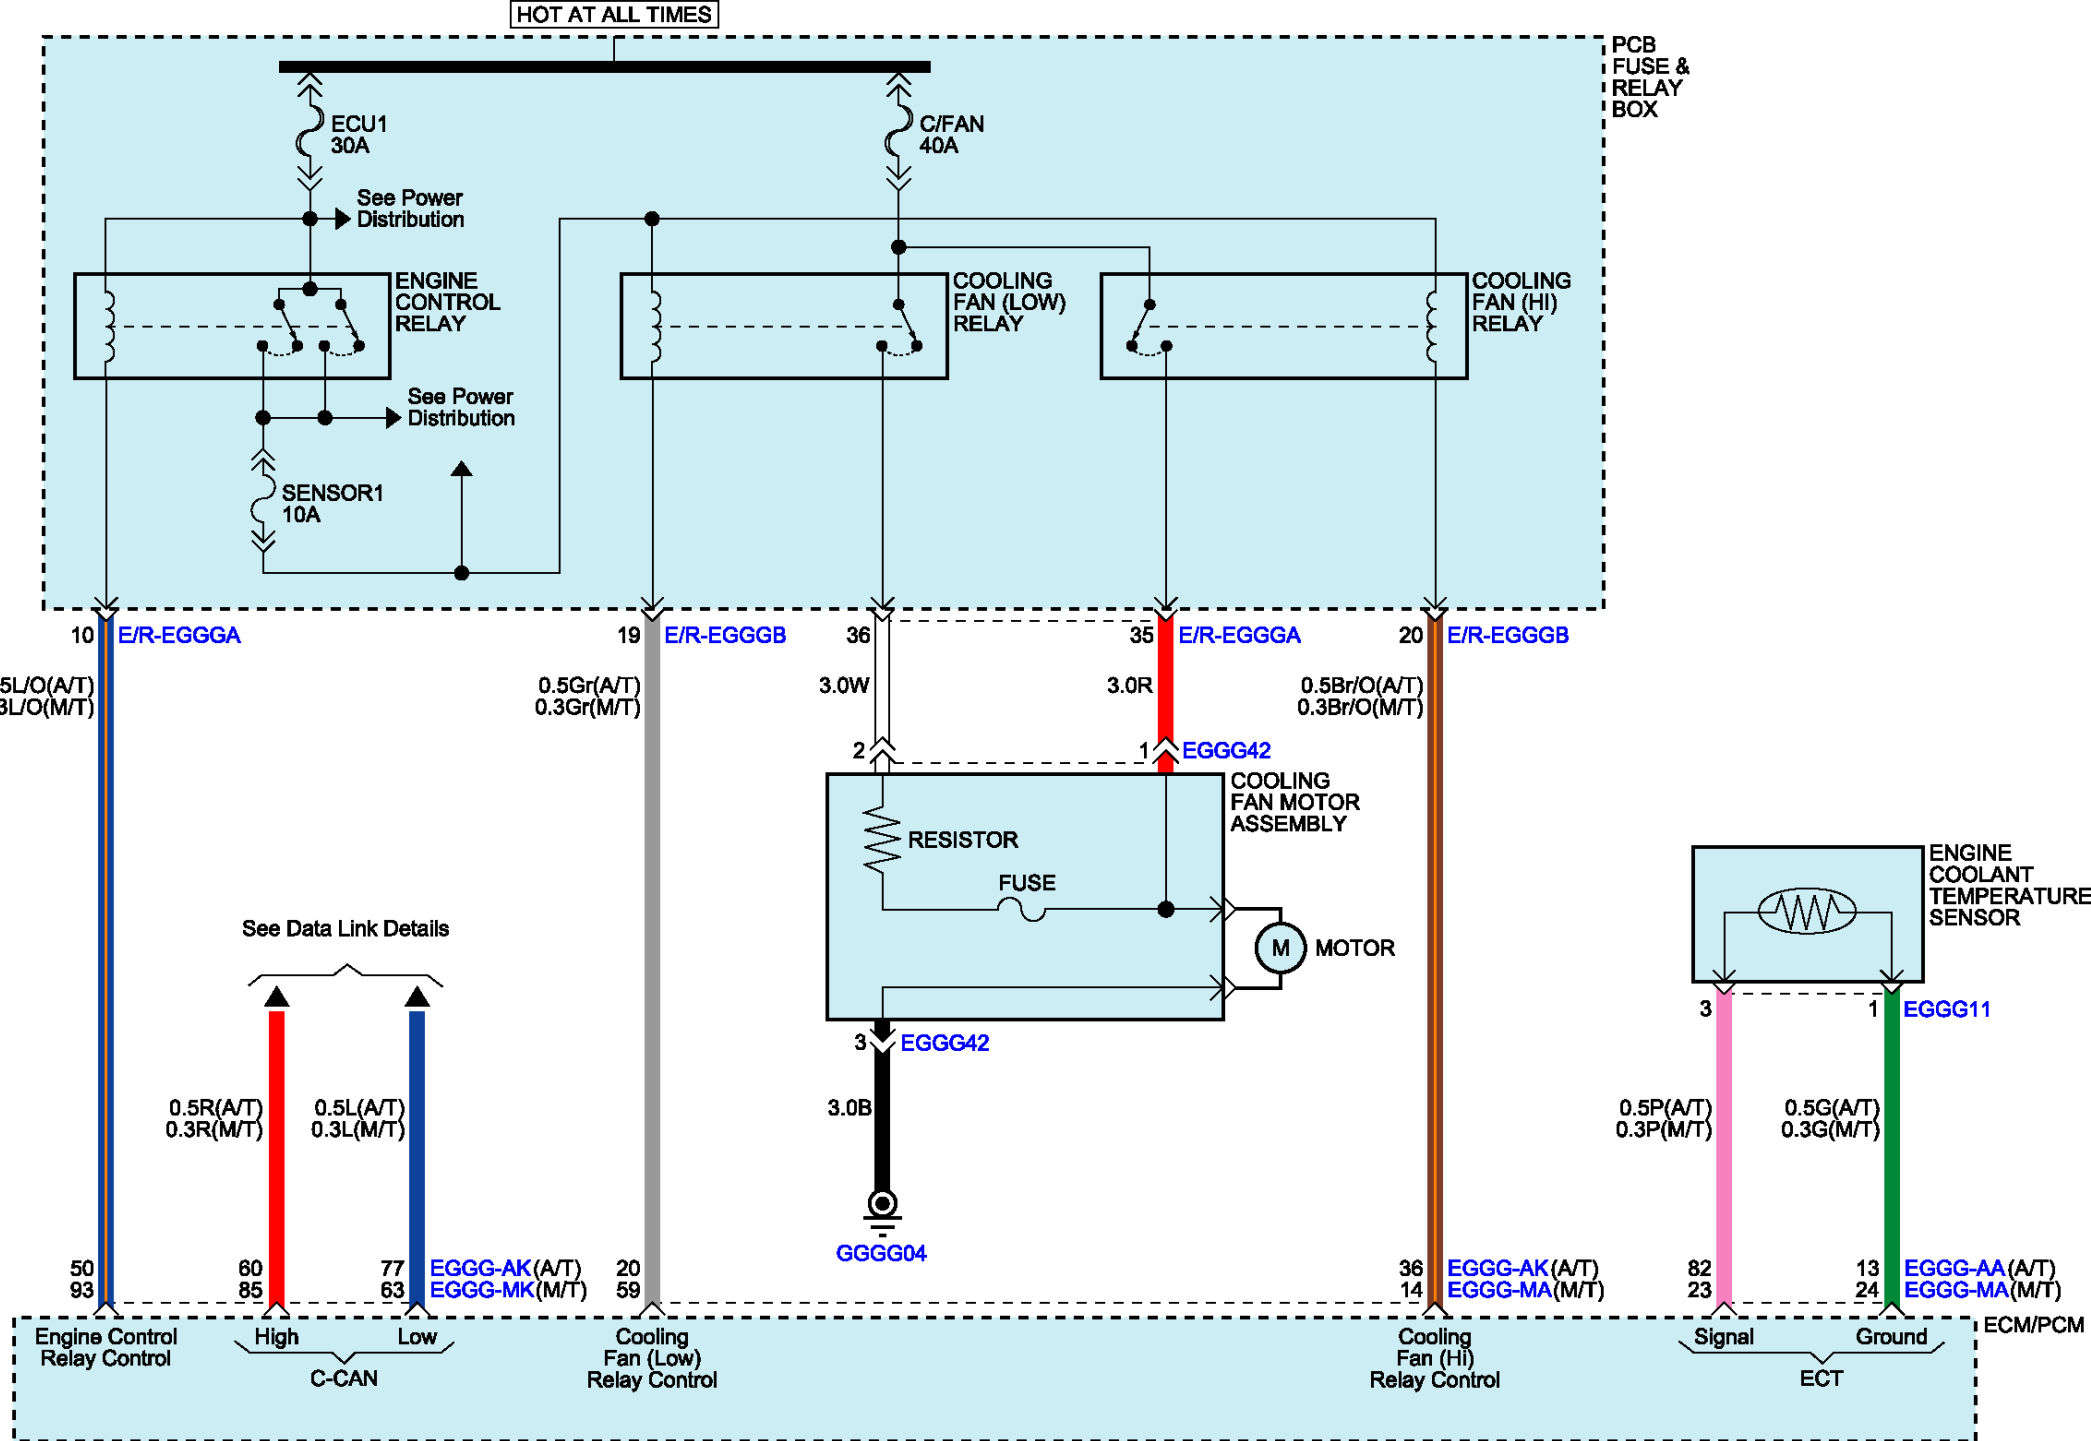 HOT AT ALL TIMES
PCB
FUSE &
RELAY
BOX
ECU1
30A
C/FAN
40A
See Power
Distribution
ENGINE
CONTROL
RELAY
COOLING
FAN (LOW)
RELAY
COOLING
FAN (HI)
RELAY
See Power
Distribution
SENSOR1
10A
10 E/R-EGGGA
19 E/R-EGGGB
36
35 E/R-EGGGA
20 E/R-EGGGB
5L/O(A/T)
3L/O(M/T)
0.5Gr(A/T)
0.3Gr(M/T)
3.0W
3.0R
0.5Br/O(A/T)
0.3Br/O(M/T)
2
1 EGGG42
COOLING
FAN MOTOR
ASSEMBLY
RESISTOR
FUSE
M MOTOR
ENGINE
COOLANT
TEMPERATURE
SENSOR
See Data Link Details
3
1 EGGG11
3 EGGG42
0.5R(A/T)
0.3R(M/T)
0.5L(A/T)
0.3L(M/T)
3.0B
0.5P(A/T)
0.3P(M/T)
0.5G(A/T)
0.3G(M/T)
GGGG04
50
93
60
85
77 EGGG-AK(A/T)
63 EGGG-MK(M/T)
20
59
36 EGGG-AK(A/T)
14 EGGG-MA(M/T)
82
23
13 EGGG-AA(A/T)
24 EGGG-MA(M/T)
ECM/PCM
Engine Control
Relay Control
High
Low
C-CAN
Cooling
Fan (Low)
Relay Control
Cooling
Fan (Hi)
Relay Control
Signal
Ground
ECT